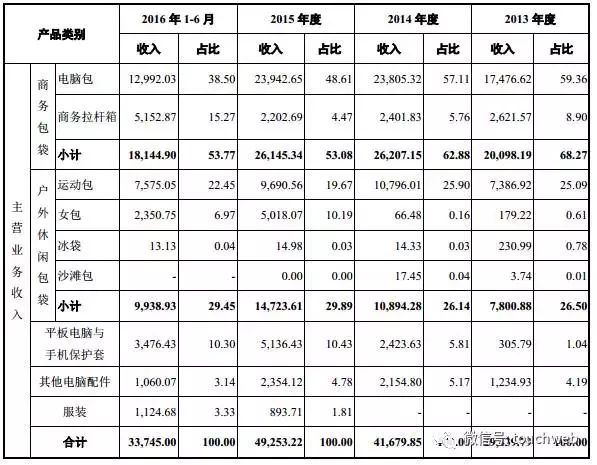 产品类别 2016 年 1-6 月 2015 年度 2014 年度 2013 年度
收入 占比 收入 占比 收入 占比 收入 占比
主营业务收入
商务包袋
电脑包 12,992.03 38.50 23,942.65 48.61 23,805.32 57.11 17,476.62 59.36
商务拉杆箱 5,152.87 15.27 2,202.69 4.47 2,401.83 5.76 2,621.57 8.90
小计 18,144.90 53.77 26,145.34 53.08 26,207.15 62.88 20,098.19 68.27
户外休闲包袋
运动包 7,575.05 22.45 9,690.56 19.67 10,796.01 25.90 7,386.92 25.09
女包 2,350.75 6.97 5,018.07 10.19 66.48 0.16 179.22 0.61
冰袋 13.13 0.04 14.98 0.03 14.33 0.03 230.99 0.78
沙滩包 - - 0.00 0.00 17.45 0.04 3.74 0.01
小计 9,938.93 29.45 14,723.61 29.89 10,894.28 26.14 7,800.88 26.50
平板电脑与
手机保护套 3,476.43 10.30 5,136.43 10.43 2,423.63 5.81 305.79 1.04
其他电脑配件 1,060.07 3.14 2,354.12 4.78 2,154.80 5.17 1,234.93 4.19
服装 1,124.68 3.33 893.71 1.81 - - - -
合计 33,745.00 100.00 49,253.22 100.00 41,679.85
微信号: touchweb